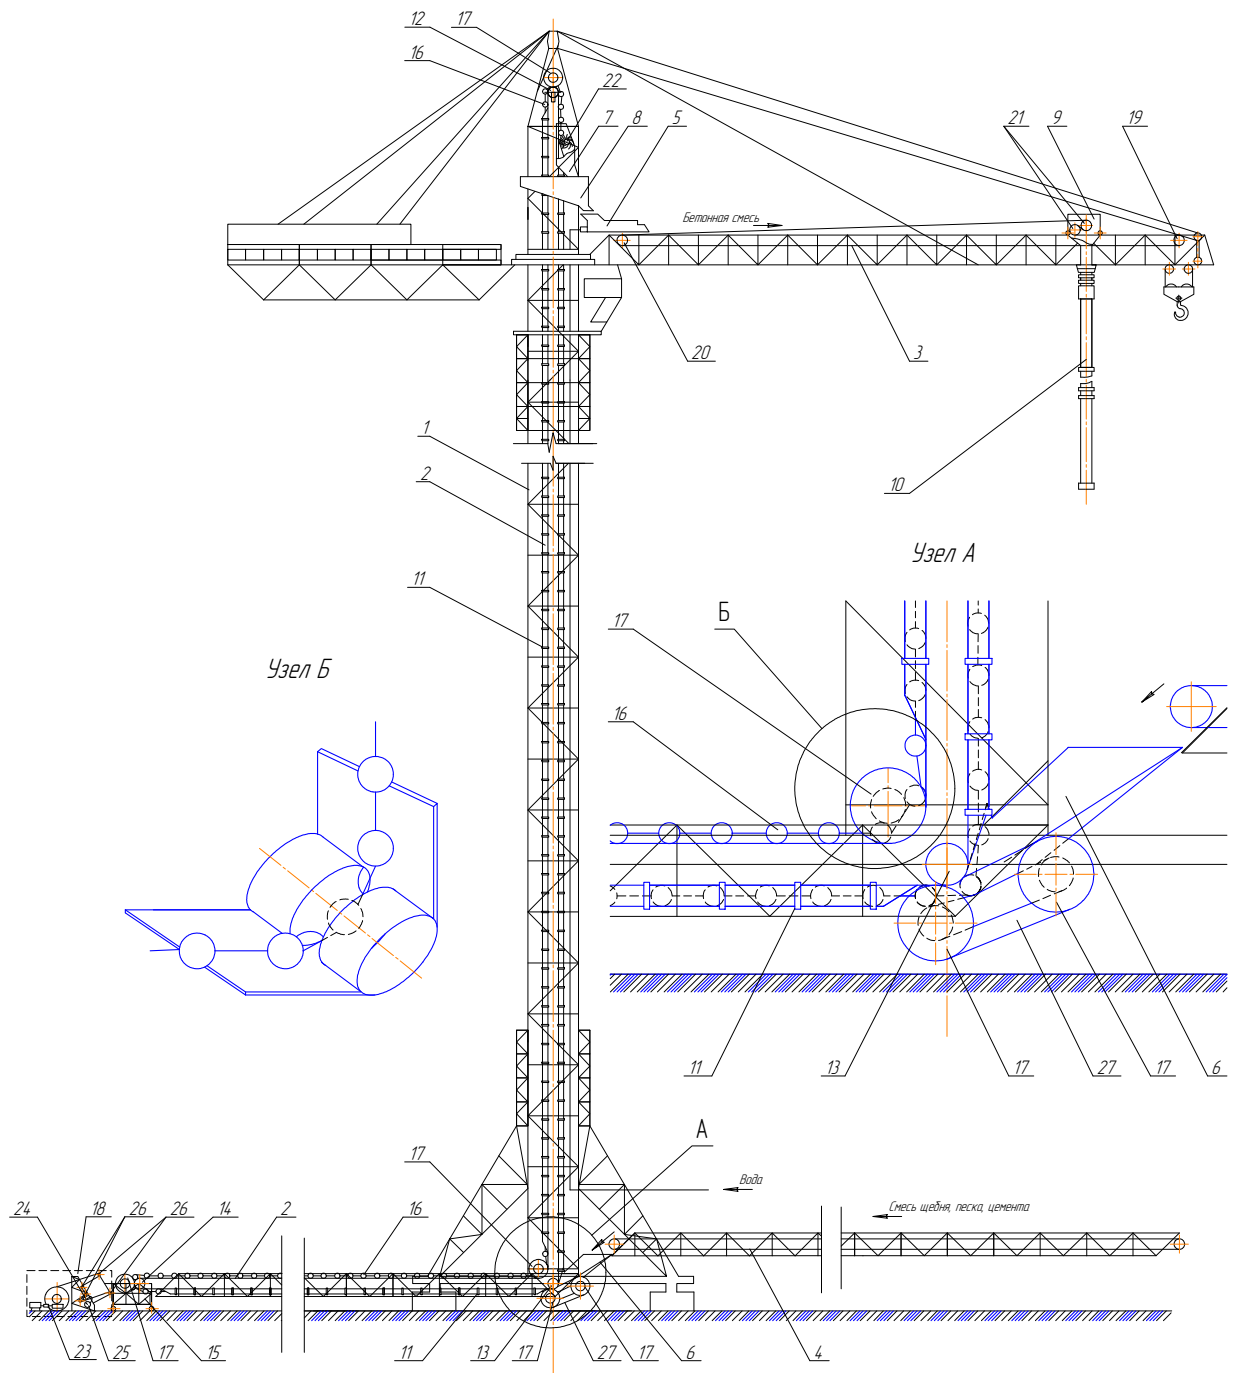 12 17
16
22
7 8 5
21 9 19
Бетонная смесь
20 3
1
2
10
11
Узел А
Узел Б
17
Б
16
11 13 17 27 17 6
А
17
Вода
24 18 26 26 14 2 16
Смесь щебня, песка, цемента
23 25 17 15 11 13 17 27 17 6 4